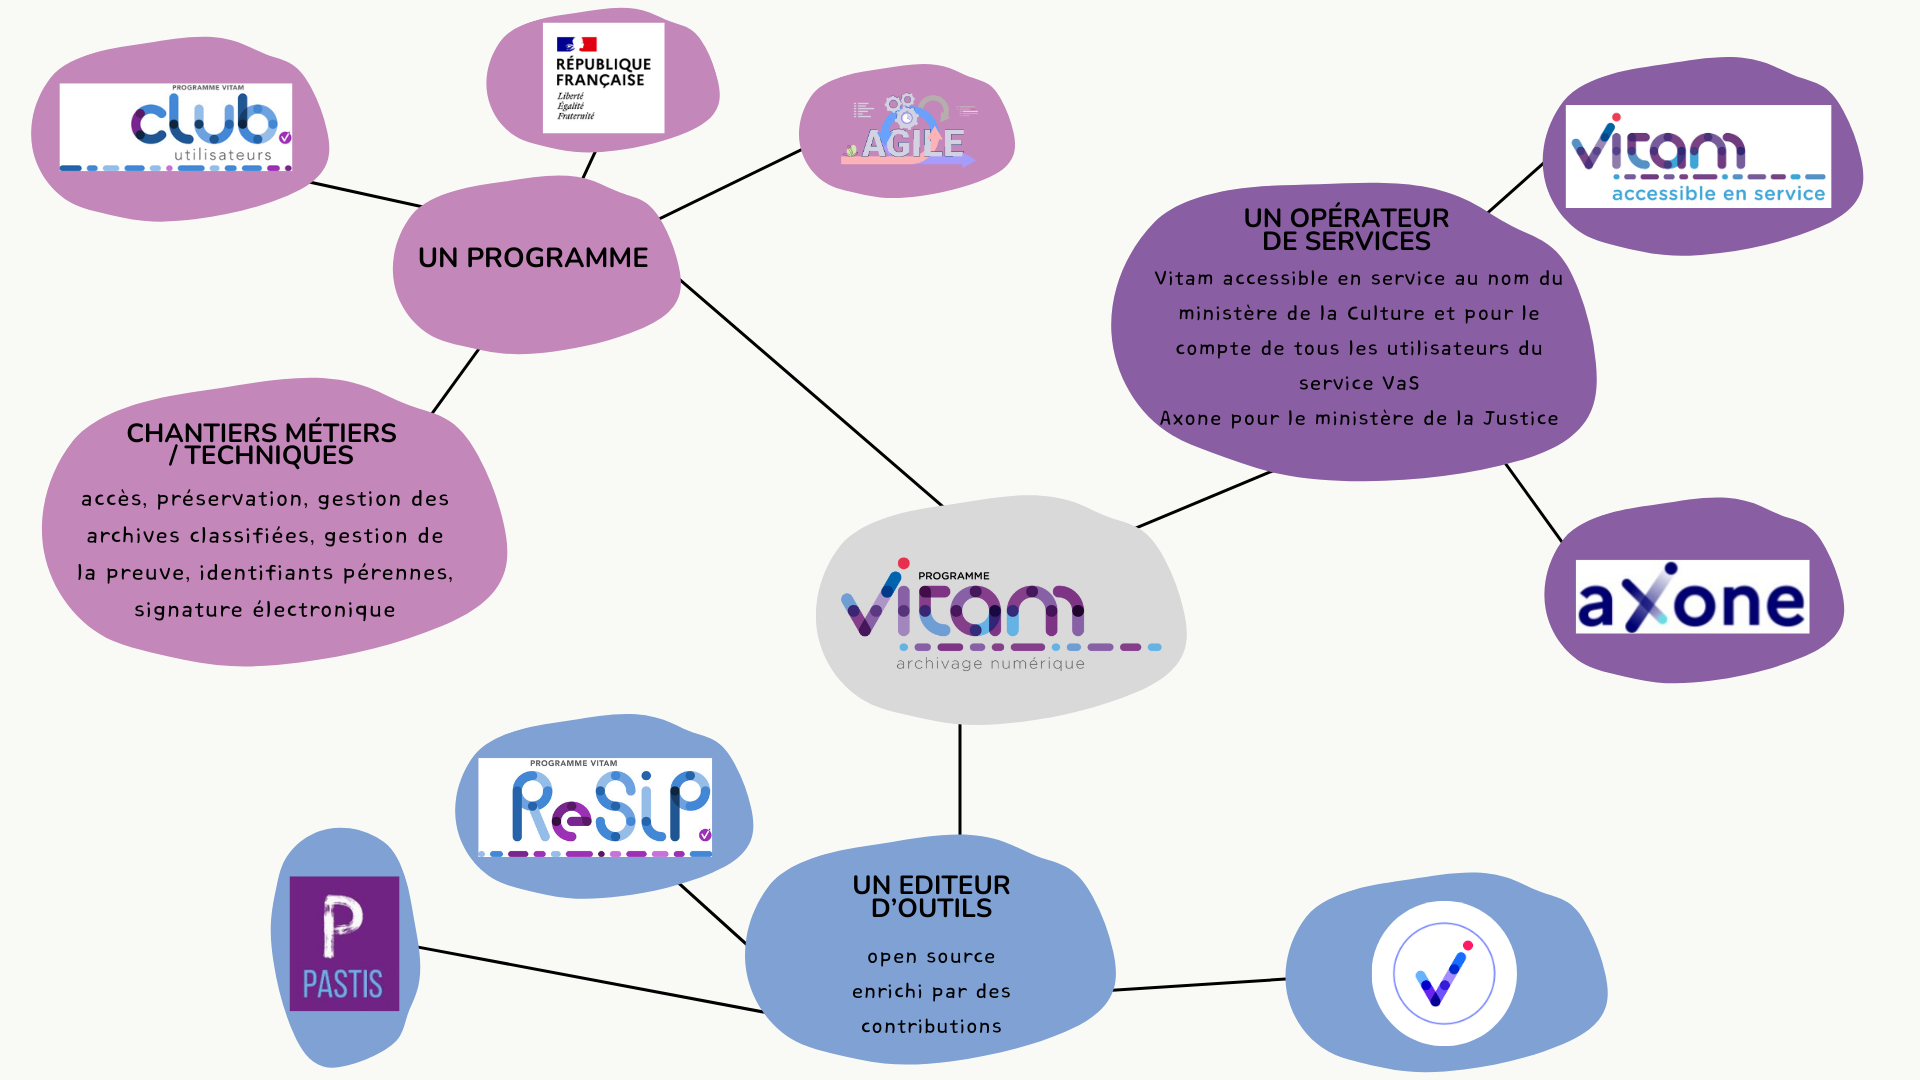 PROGRAMME VITAM
club
utilisateurs
RÉPUBLIQUE
FRANÇAISE
Liberté
Égalité
Fraternité
AGILE
UN PROGRAMME
CHANTIERS MÉTIERS
/ TECHNIQUES
accès, préservation, gestion des
archives classifiées, gestion de
la preuve, identifiants pérennes,
signature électronique
vitam
accessible en service
UN OPÉRATEUR
DE SERVICES
Vitam accessible en service au nom du
ministère de la Culture et pour le
compte de tous les utilisateurs du
service VaS
Axone pour le ministère de la Justice
axone
PROGRAMME
vitam
archivage numérique
PROGRAMME VITAM
ReSiP
P
PASTIS
UN EDITEUR
D’OUTILS
open source
enrichi par des
contributions